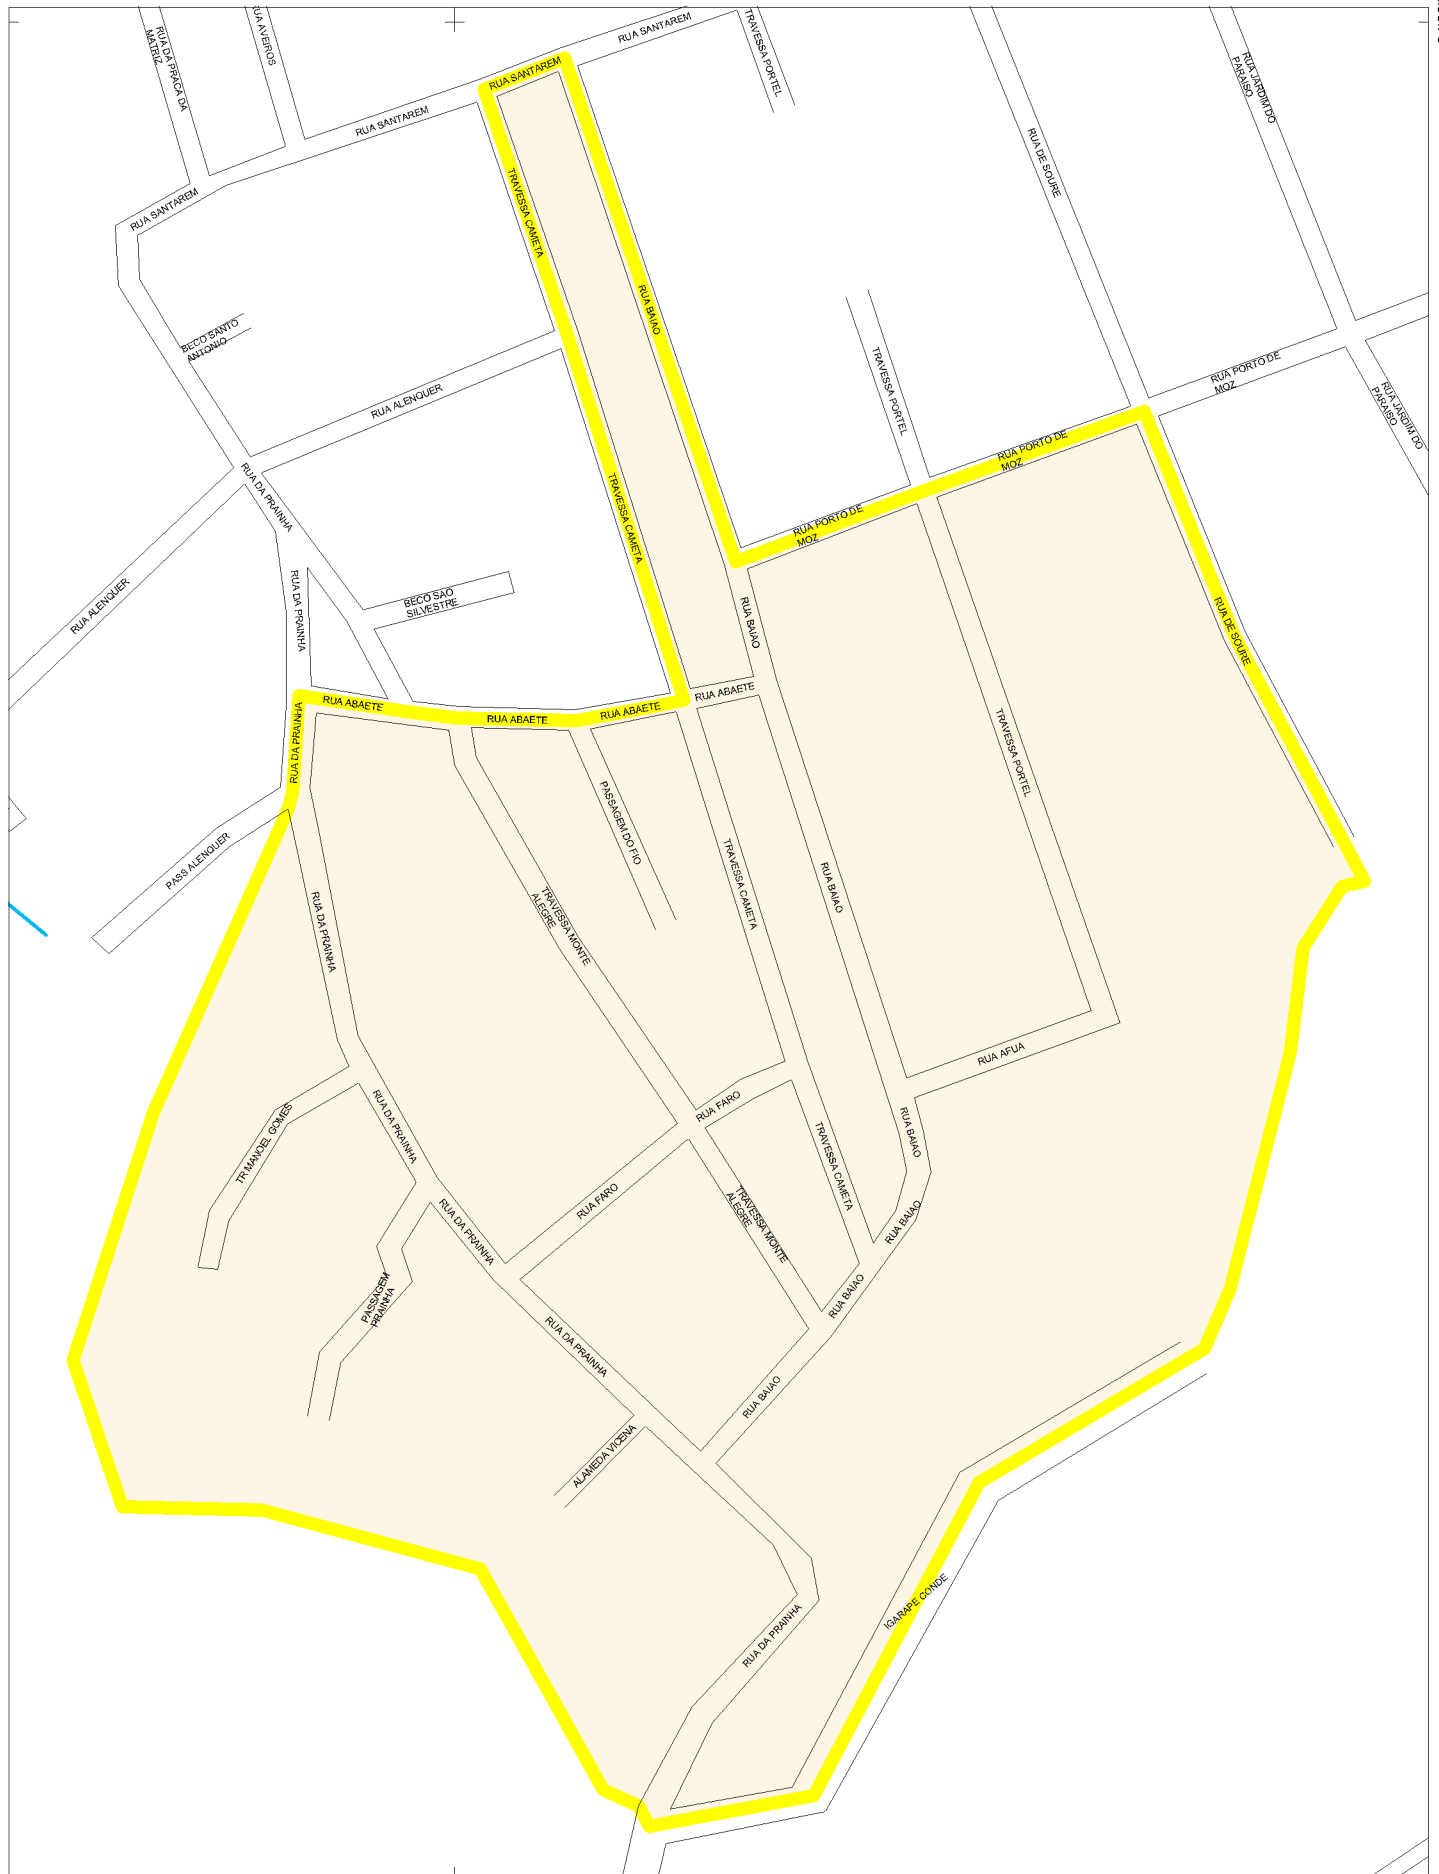 RUA DA PRACA DA
MATRIZ
RUA AVEIROS
RUA SANTAREM
TRAVESSA PORTEL
RUA SANTAREM
RUA JARDIM DO
PARAISO
RUA SANTAREM
RUA DE SOURE
RUA SANTAREM
TRAVESSA CAMETA
RUA BAIAO
BECO SANTO
ANTONIO
TRAVESSA PORTEL
RUA PORTO DE
MOZ
RUA JARDIM DO
PARAISO
RUA ALENQUER
RUA PORTO DE
MOZ
RUA DA PRAINHA
TRAVESSA CAMETA
RUA PORTO DE
MOZ
RUA ALENQUER
RUA DA PRAINHA
BECO SAO
SILVESTRE
RUA BAIAO
RUA DE SOURE
RUA ABAETE
RUA ABAETE
RUA ABAETE
RUA ABAETE
RUA DA PRAINHA
TRAVESSA PORTEL
PASSAGEM DO FIO
PASS ALENQUER
TRAVESSA CAMETA
RUA BAIAO
TRAVESSA MONTE
ALEGRE
RUA DA PRAINHA
RUA AFUA
RUA FARO
RUA DA PRAINHA
TR MANOEL GOMES
RUA BAIAO
TRAVESSA CAMETA
RUA FARO
TRAVESSA MONTE
ALEGRE
RUA DA PRAINHA
RUA BAIAO
PASSAGEM
PRAINHA
RUA BAIAO
RUA DA PRAINHA
RUA BAIAO
ALAMEDA VICENA
IGARAPE CONDE
RUA DA PRAINHA